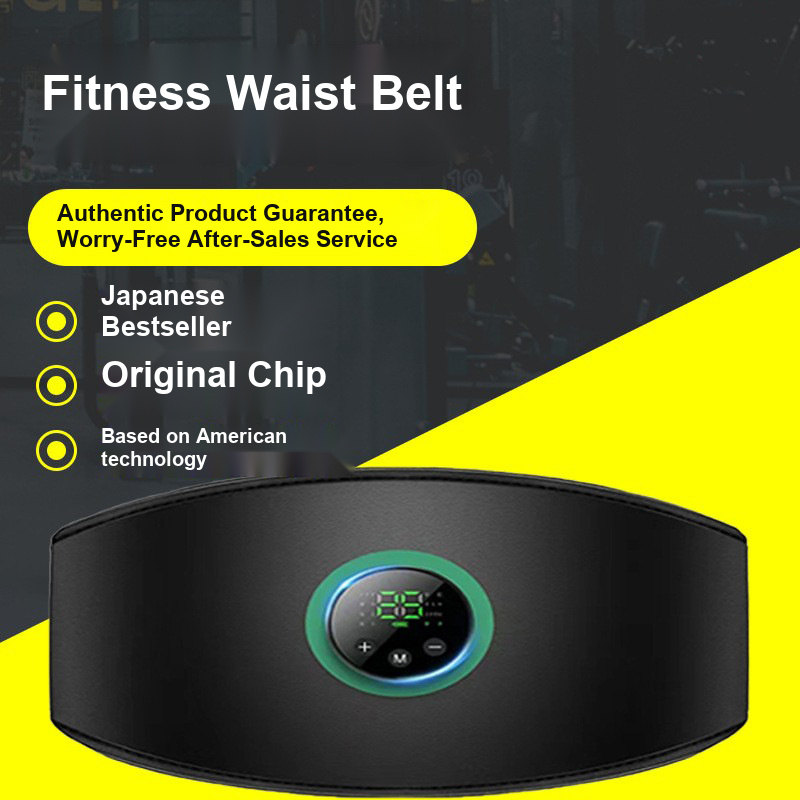 Fitness Waist Belt
Authentic Product Guarantee,
Worry-Free After-Sales Service
Japanese
Bestseller
Original Chip
Based on American
technology
+
M
−